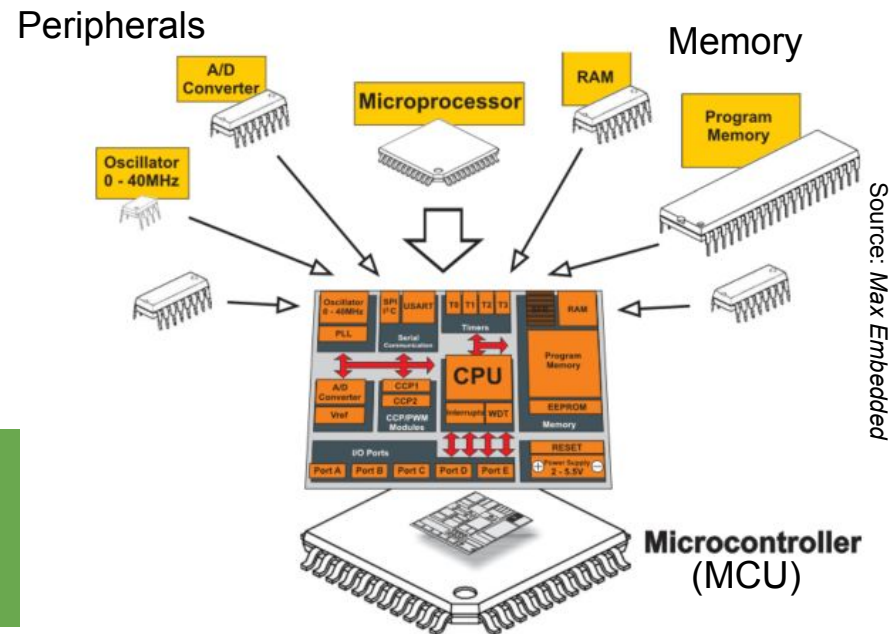 Peripherals
Memory
A/D
Converter
Microprocessor
RAM
Program
Memory
Oscillator
0 - 40MHz
Source: Max Embedded
Oscillator
0 - 40MHz
PLL
SPI
I²C
USART
Serial
Communication
T0 T1 T2 T3
Timers
RAM
Program
Memory
EEPROM
Memory
A/D
Converter
Vref
CCP1
CCP2
CCP/PWM
Modules
CPU
Interrupts
WDT
I/O Ports
Port A
Port B
Port C
Port D
Port E
RESET
Power Supply
2 - 5.5V
Microcontroller
(MCU)